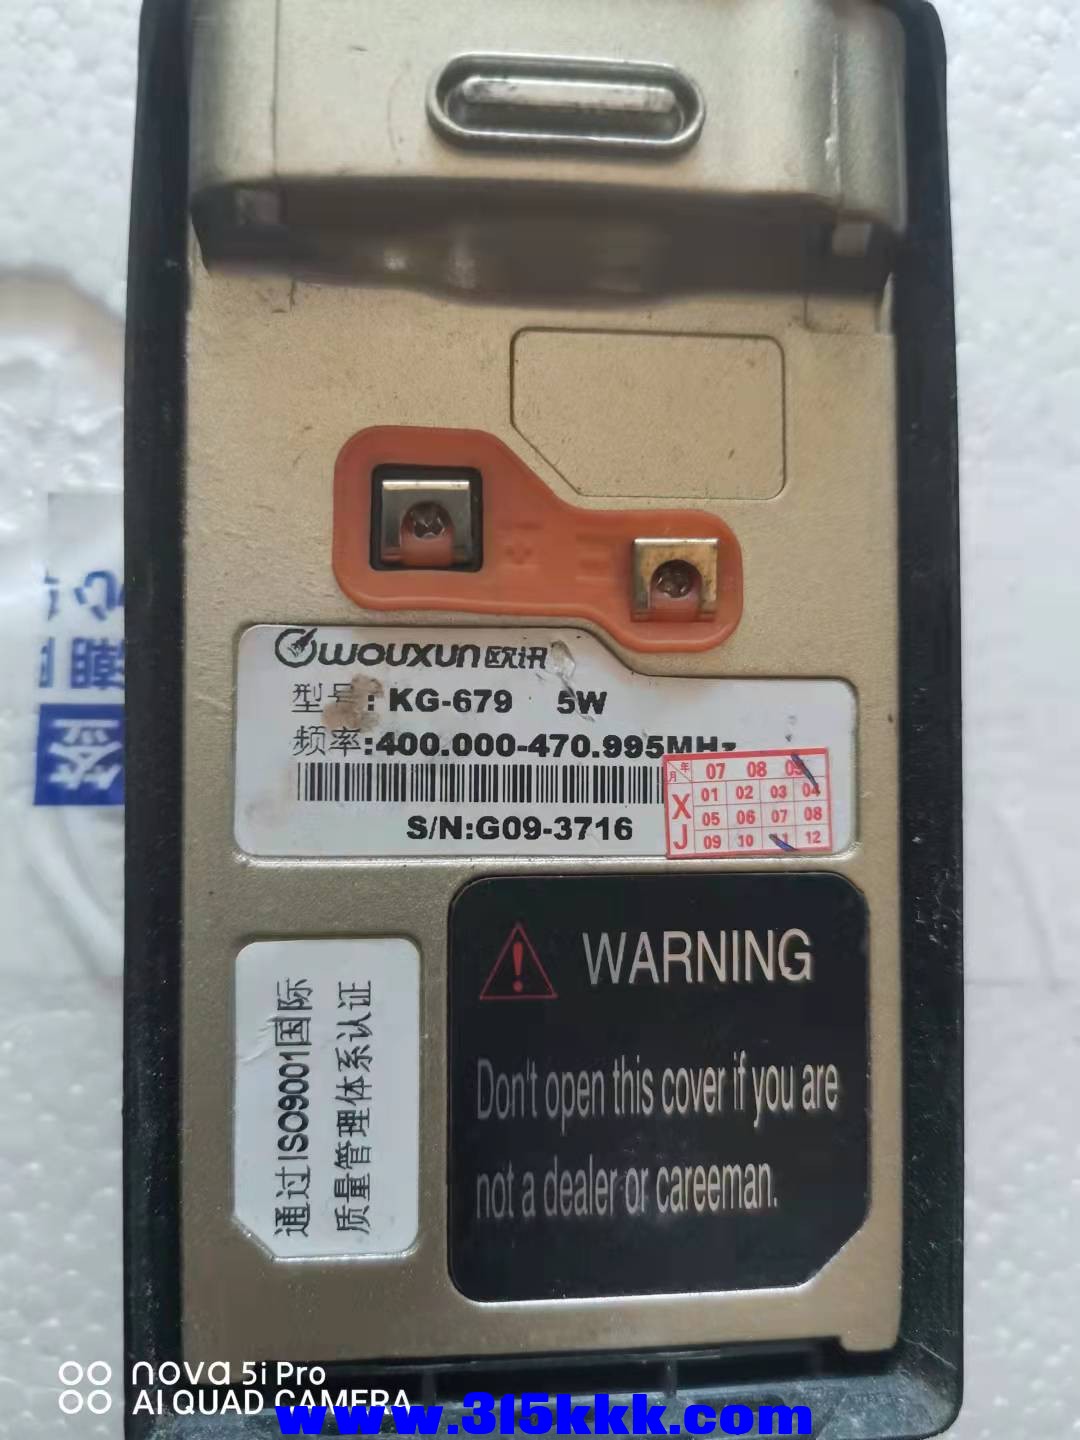 wouxun欧讯
型号: KG-679 5W
频率:400.000-470.995MHz
S/N:G09-3716
年
月
07 08 09
XJ
01 02 03 04
05 06 07 08
09 10 11 12
WARNING
Don't open this cover if you are
not a dealer or careeman.
通过ISO9001国际
质量管理体系认证
nova 5i Pro
AI QUAD CAMERA
www.315kkk.com